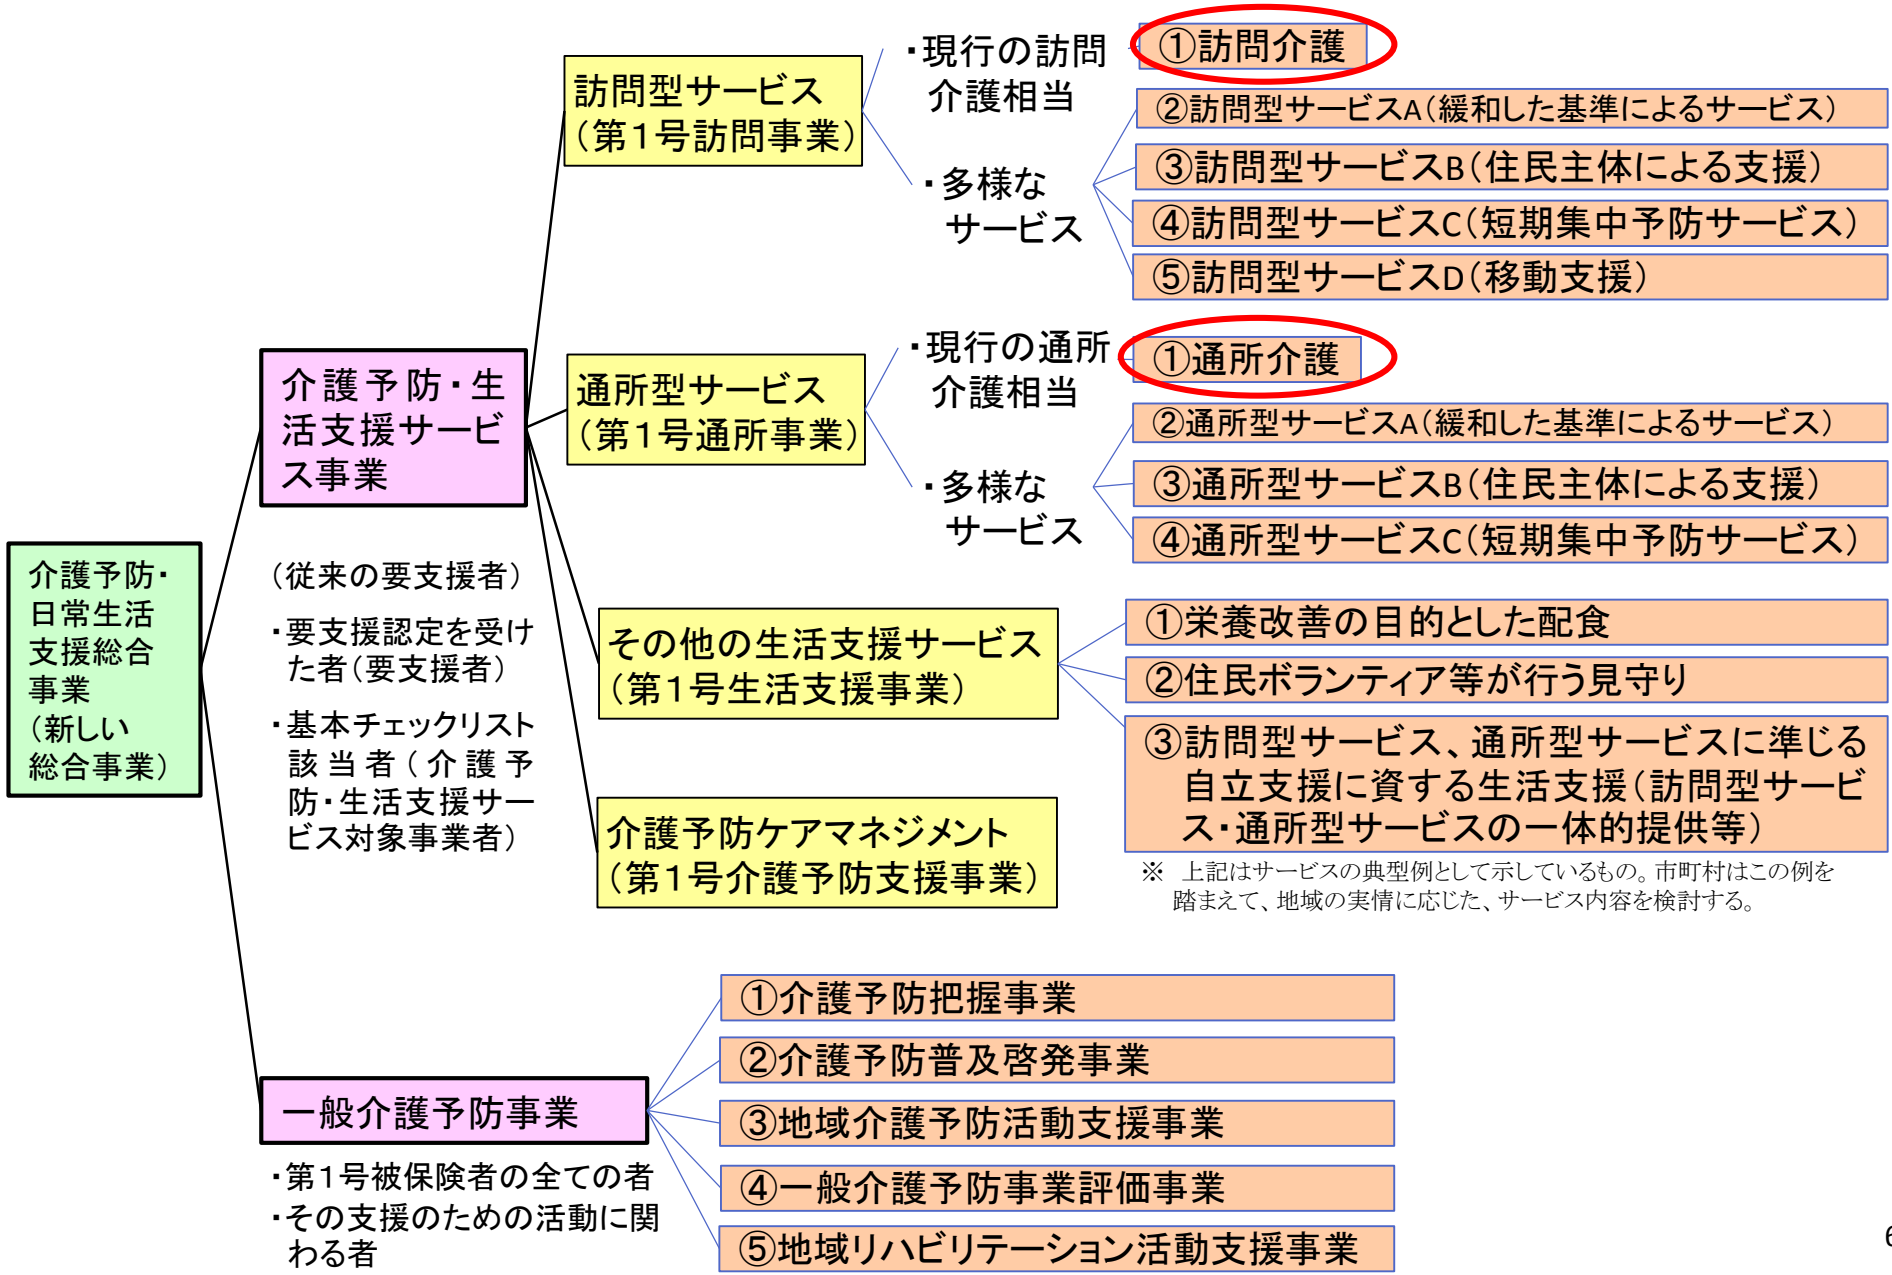 介護予防・
日常生活
支援総合
事業
（新しい
総合事業）
介護予防・生
活支援サービ
ス事業
（従来の要支援者）
・要支援認定を受け
た者（要支援者）
・基本チェックリスト
該当者（介護予
防・生活支援サー
ビス対象事業者）
訪問型サービス
（第１号訪問事業）
・現行の訪問
介護相当
①訪問介護
・多様な
サービス
②訪問型サービスA（緩和した基準によるサービス）
③訪問型サービスB（住民主体による支援）
④訪問型サービスC（短期集中予防サービス）
⑤訪問型サービスD（移動支援）
通所型サービス
（第１号通所事業）
・現行の通所
介護相当
①通所介護
・多様な
サービス
②通所型サービスA（緩和した基準によるサービス）
③通所型サービスB（住民主体による支援）
④通所型サービスC（短期集中予防サービス）
その他の生活支援サービス
（第１号生活支援事業）
①栄養改善の目的とした配食
②住民ボランティア等が行う見守り
③訪問型サービス、通所型サービスに準じる
自立支援に資する生活支援（訪問型サービ
ス・通所型サービスの一体的提供等）
介護予防ケアマネジメント
（第１号介護予防支援事業）
※　上記はサービスの典型例として示しているもの。市町村はこの例を
踏まえて、地域の実情に応じた、サービス内容を検討する。
一般介護予防事業
・第１号被保険者の全ての者
・その支援のための活動に関
わる者
①介護予防把握事業
②介護予防普及啓発事業
③地域介護予防活動支援事業
④一般介護予防事業評価事業
⑤地域リハビリテーション活動支援事業
6